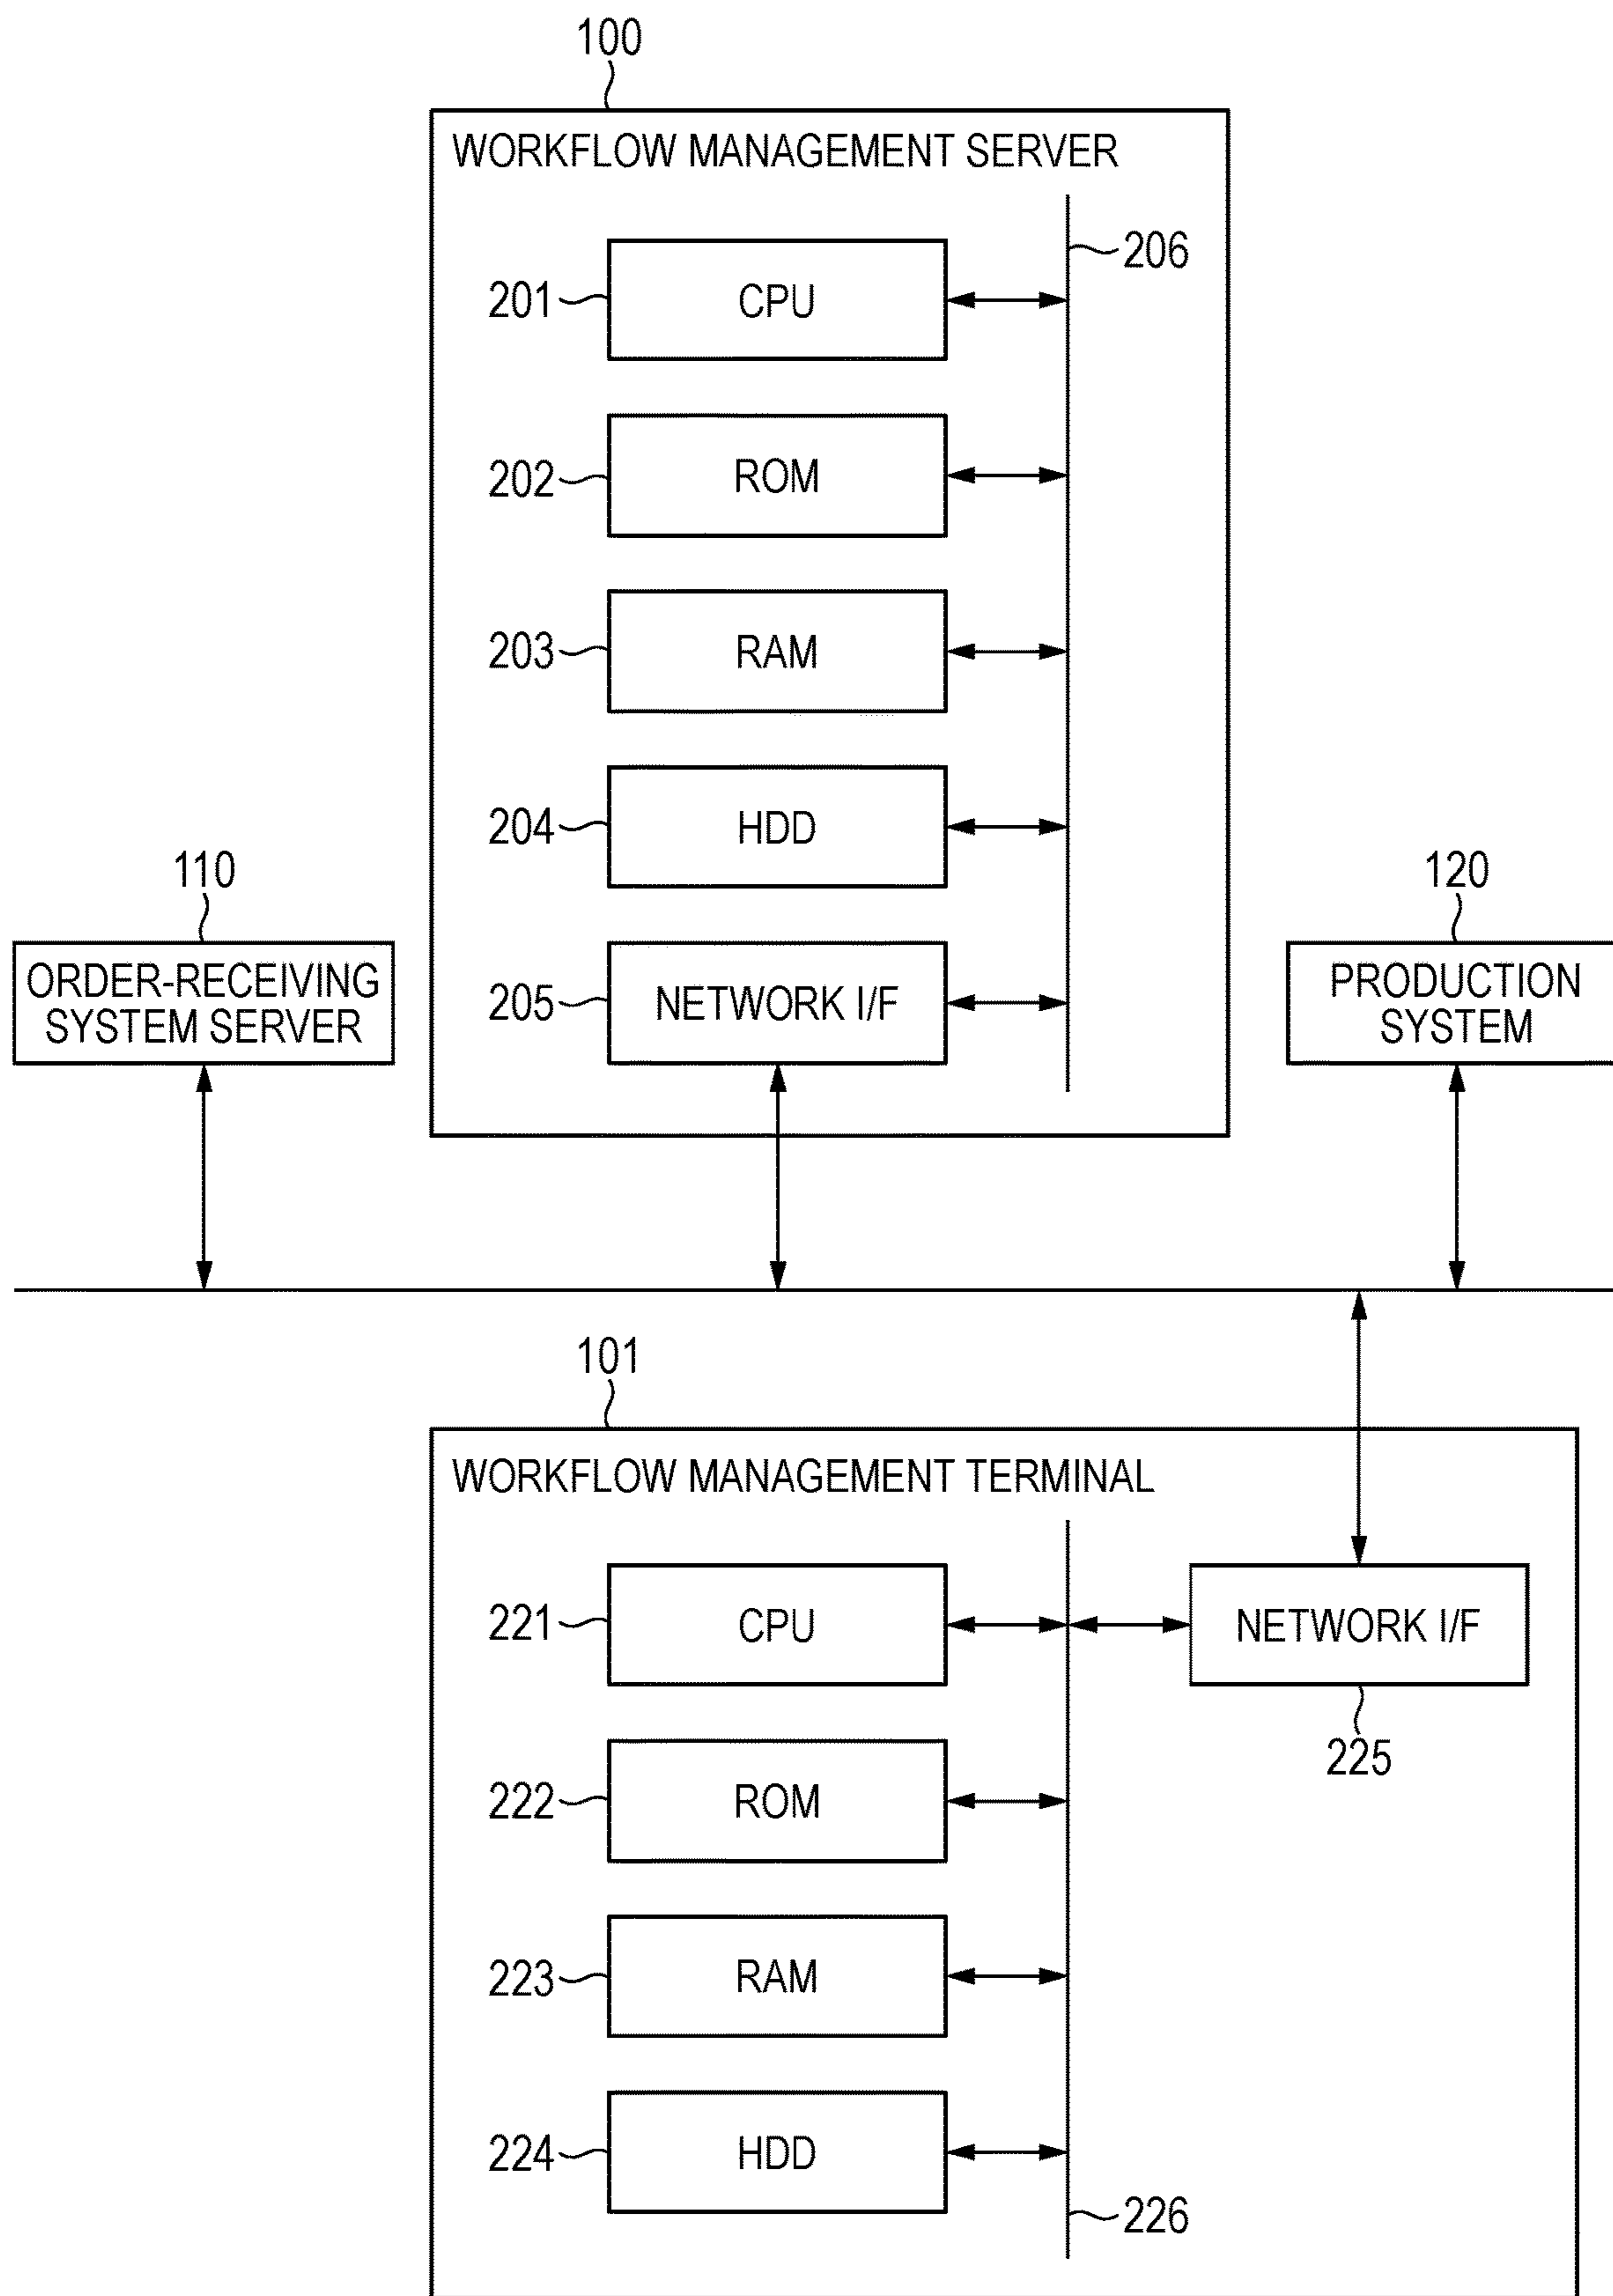 100
WORKFLOW MANAGEMENT SERVER
206
201
CPU
202
ROM
203
RAM
204
HDD
110
120
ORDER-RECEIVING
SYSTEM SERVER
205
NETWORK I/F
PRODUCTION
SYSTEM
101
WORKFLOW MANAGEMENT TERMINAL
221
CPU
NETWORK I/F
225
222
ROM
223
RAM
224
HDD
226